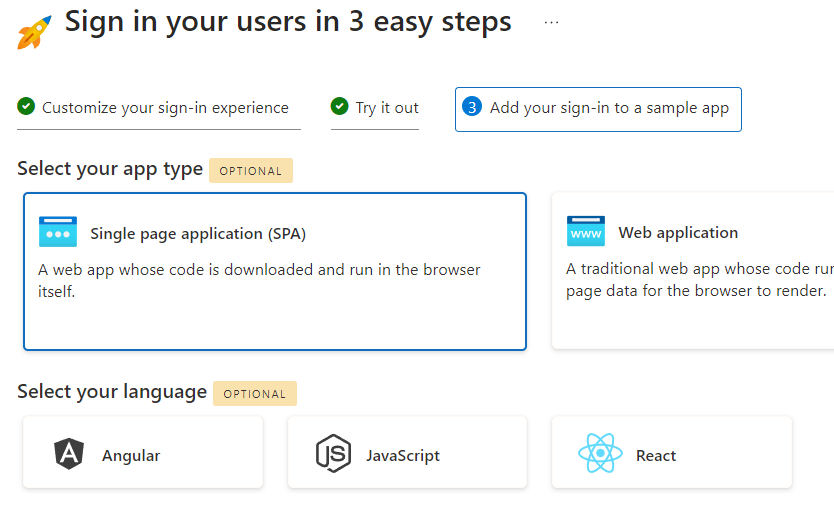 Sign in your users in 3 easy steps ...
Customize your sign-in experience Try it out 3 Add your sign-in to a sample app
Select your app type OPTIONAL
Single page application (SPA)
A web app whose code is downloaded and run in the browser
itself.
www Web application
A traditional web app whose code
page data for the browser to render.
Select your language OPTIONAL
A Angular
JS JavaScript
React